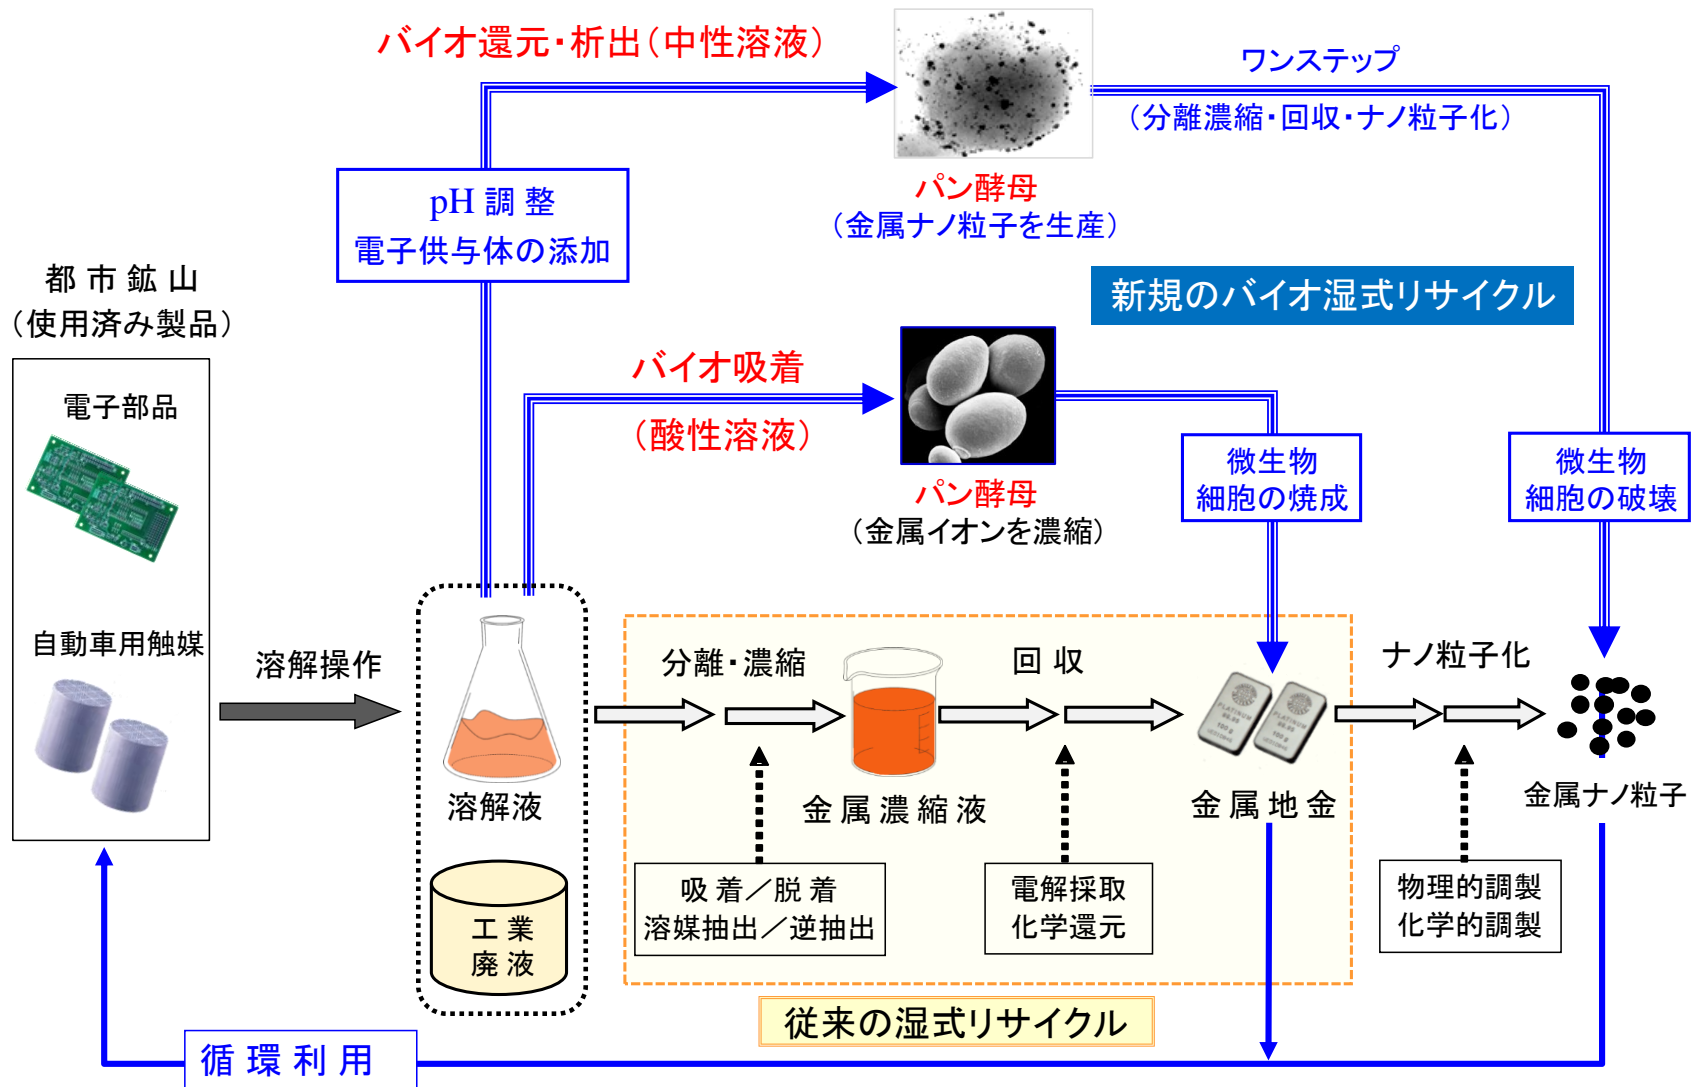 バイオ還元・析出（中性溶液）
ワンステップ
（分離濃縮・回収・ナノ粒子化）
pH 調整
電子供与体の添加
パン酵母
（金属ナノ粒子を生産）
都市鉱山
（使用済み製品）
新規のバイオ湿式リサイクル
電子部品
バイオ吸着
（酸性溶液）
パン酵母
（金属イオンを濃縮）
微生物
細胞の焼成
微生物
細胞の破壊
自動車用触媒
溶解操作
分離・濃縮
回収
ナノ粒子化
PLATINUM
PLATINUM
100 g
100 g
溶解液
金属濃縮液
金属地金
金属ナノ粒子
吸着／脱着
溶媒抽出／逆抽出
電解採取
化学還元
物理的調製
化学的調製
工業
廃液
従来の湿式リサイクル
循環利用